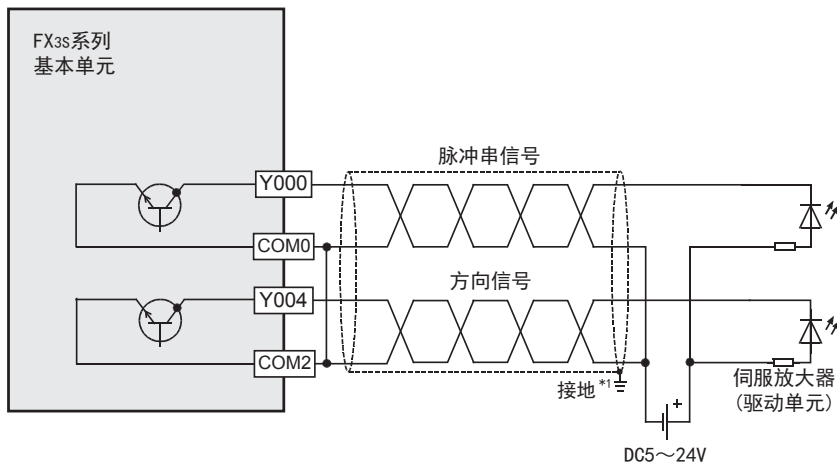 FX3S系列
基本单元
脉冲串信号
Y000
COM0
方向信号
Y004
COM2
接地 *1
伺服放大器
(驱动单元)
+
DC5～24V